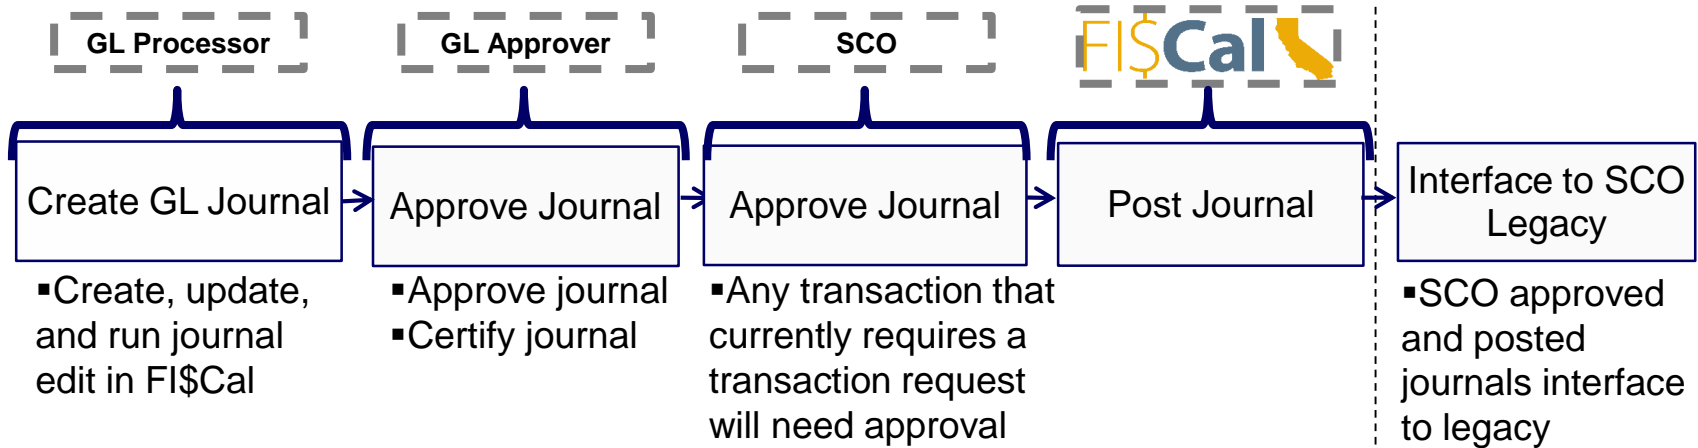 GL Processor
GL Approver
SCO
FI$Cal
Create GL Journal
Approve Journal
Approve Journal
Post Journal
Interface to SCO
Legacy
▪Create, update,
and run journal
edit in FI$Cal
▪Approve journal
▪Certify journal
▪Any transaction that
currently requires a
transaction request
will need approval
▪SCO approved
and posted
journals interface
to legacy